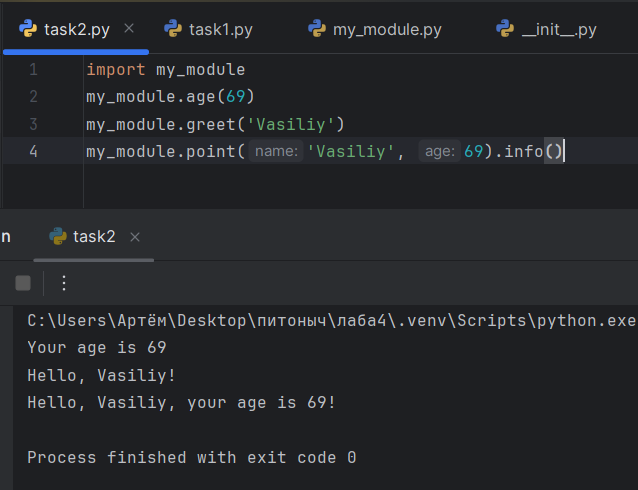 task2.py task1.py my_module.py __init__.py
1 import my_module
2 my_module.age(69)
3 my_module.greet('Vasiliy')
4 my_module.point( name: 'Vasiliy', age: 69).info()
n task2
C:\Users\Артём\Desktop\питоныч\лаба4\.venv\Scripts\python.exe
Your age is 69
Hello, Vasiliy!
Hello, Vasiliy, your age is 69!
Process finished with exit code 0